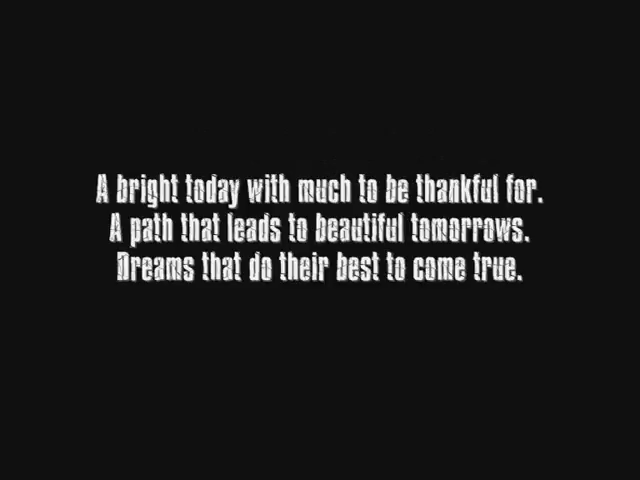 A bright today with much to be thankful for.
A path that leads to beautiful tomorrows.
Dreams that do their best to come true.